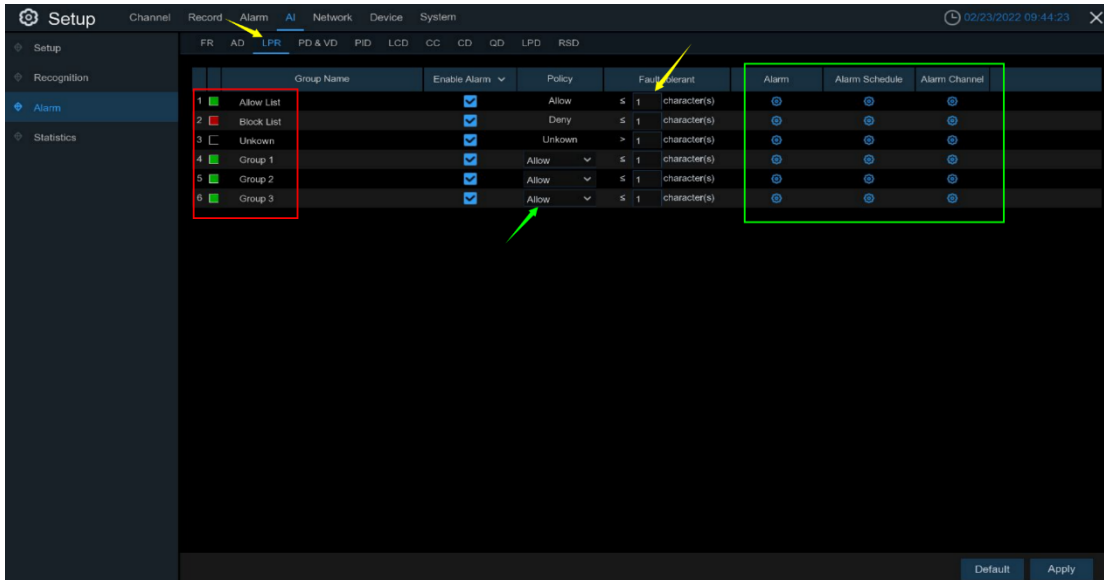 Setup Channel Record Alarm AI Network Device System 02/23/2022 09:44:23
Setup FR AD LPR PD & VD PID LCD CC CD QD LPD RSD
Recognition
Group Name Enable Alarm Policy Fault tolerant Alarm Alarm Schedule Alarm Channel
Alarm
1 Allow List Allow ≤ 1 character(s)
2 Block List Deny ≤ 1 character(s)
Statistics
3 Unkown Unkown > 1 character(s)
4 Group 1 Allow ≤ 1 character(s)
5 Group 2 Allow ≤ 1 character(s)
6 Group 3 Allow ≤ 1 character(s)
Default Apply